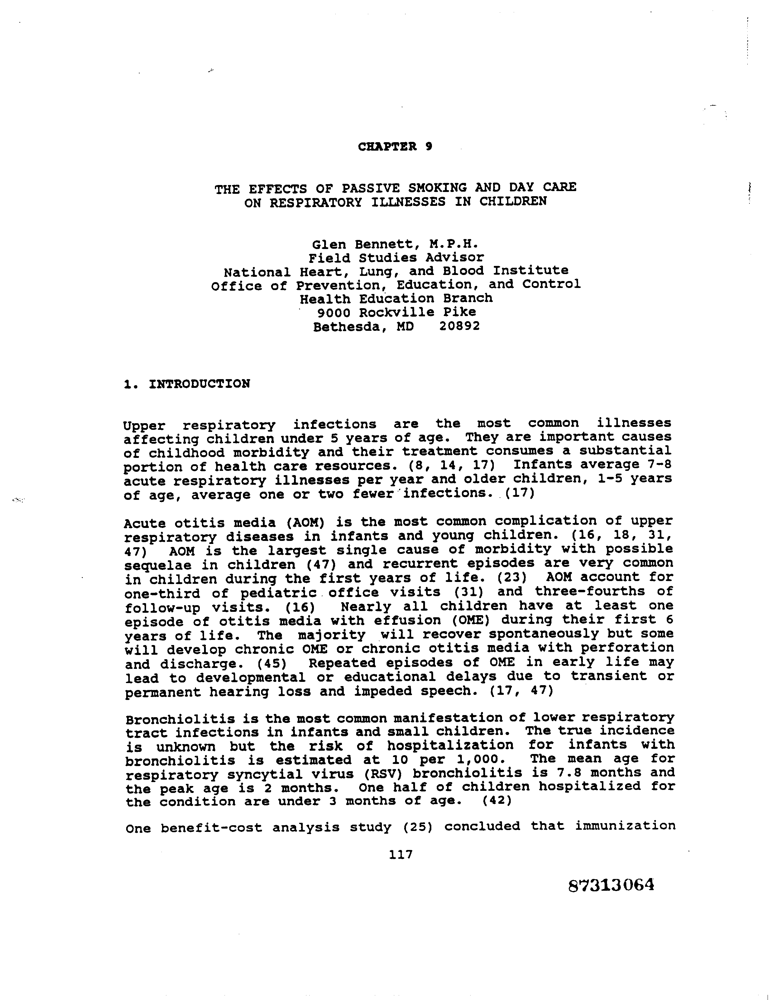 CHAPTER 9
THE EFFECTS OF PASSIVE SMOKING AND DAY CARE
ON RESPIRATORY ILLNESSES IN CHILDREN
Glen Bennett, M.P.H.
Field Studies Advisor
National Heart, Lung, and Blood Institute
Office of Prevention, Education, and Control
Health Education Branch
9000 Rockville Pike
Bethesda, MD 20892
1. INTRODUCTION
Upper respiratory infections are the most common illnesses
affecting children under 5 years of age. They are important causes
of childhood morbidity and their treatment consumes a substantial
portion of health care resources. (8, 14, 17) Infants average 7-8
acute respiratory illnesses per year and older children, 1-5 years
of age, average one or two fewer infections. (17)
Acute otitis media (AOM) is the most common complication of upper
respiratory diseases in infants and young children. (16, 18, 31,
47) AOM is the largest single cause of morbidity with possible
sequelae in children (47) and recurrent episodes are very common
in children during the first years of life. (23) AOM account for
one-third of pediatric office visits (31) and three-fourths of
follow-up visits. (16) Nearly all children have at least one
episode of otitis media with effusion (OME) during their first 6
years of life. The majority will recover spontaneously but some
will develop chronic OME or chronic otitis media with perforation
and discharge. (45) Repeated episodes of OME in early life may
lead to developmental or educational delays due to transient or
permanent hearing loss and impeded speech. (17, 47)
Bronchiolitis is the most common manifestation of lower respiratory
tract infections in infants and small children. The true incidence
is unknown but the risk of hospitalization for infants with
bronchiolitis is estimated at 10 per 1,000. The mean age for
respiratory syncytial virus (RSV) bronchiolitis is 7.8 months and
the peak age is 2 months. One half of children hospitalized for
the condition are under 3 months of age. (42)
One benefit-cost analysis study (25) concluded that immunization
117
87313064